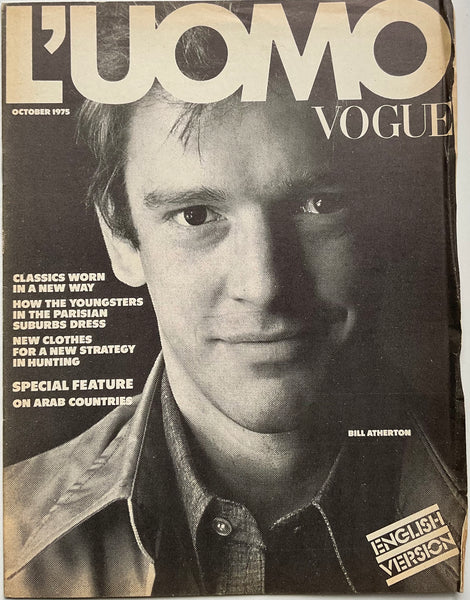 L'UOMO
OCTOBER 1975
VOGUE
CLASSICS WORN
IN A NEW WAY
HOW THE YOUNGSTERS
IN THE PARISIAN
SUBURBS DRESS
NEW CLOTHES
FOR A NEW STRATEGY
IN HUNTING
SPECIAL FEATURE
ON ARAB COUNTRIES
BILL ATHERTON
ENGLISH
VERSION